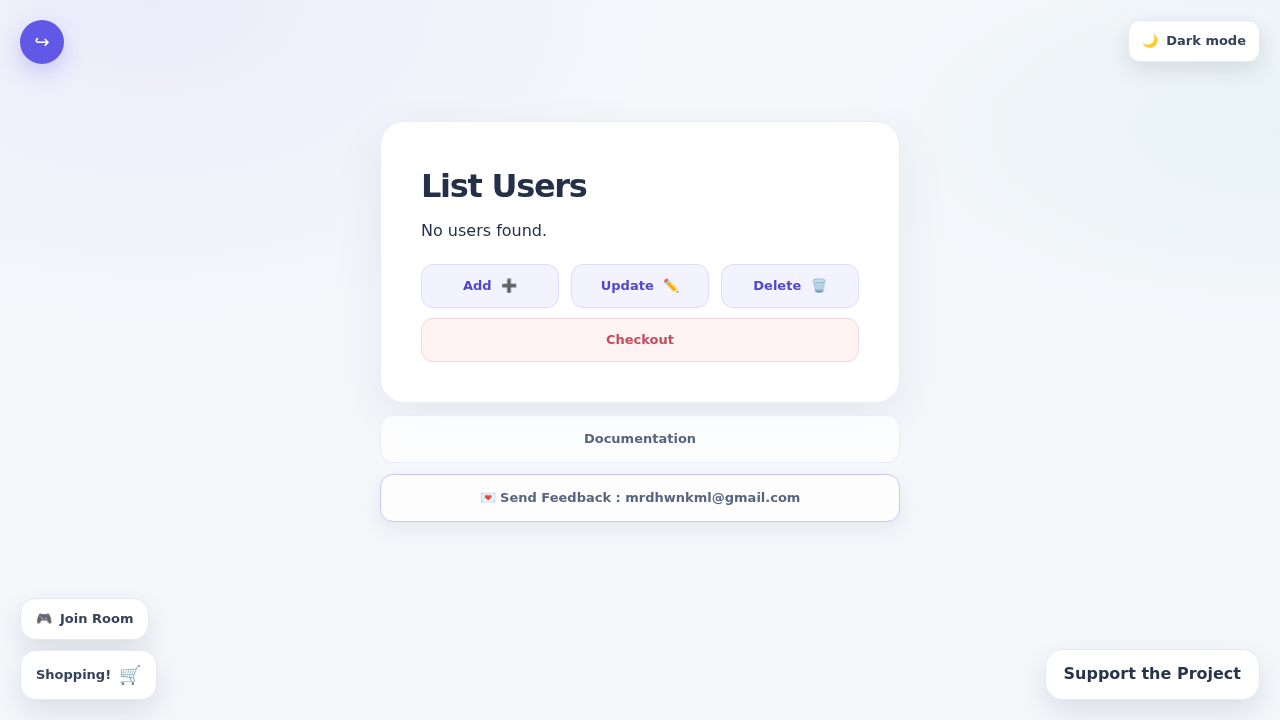 ↪
🌙 Dark mode
List Users
No users found.
Add ➕
Update ✏️
Delete 🗑️
Checkout
Documentation
💌 Send Feedback : mrdhwnkml@gmail.com
🎮 Join Room
Shopping! 🛒
Support the Project